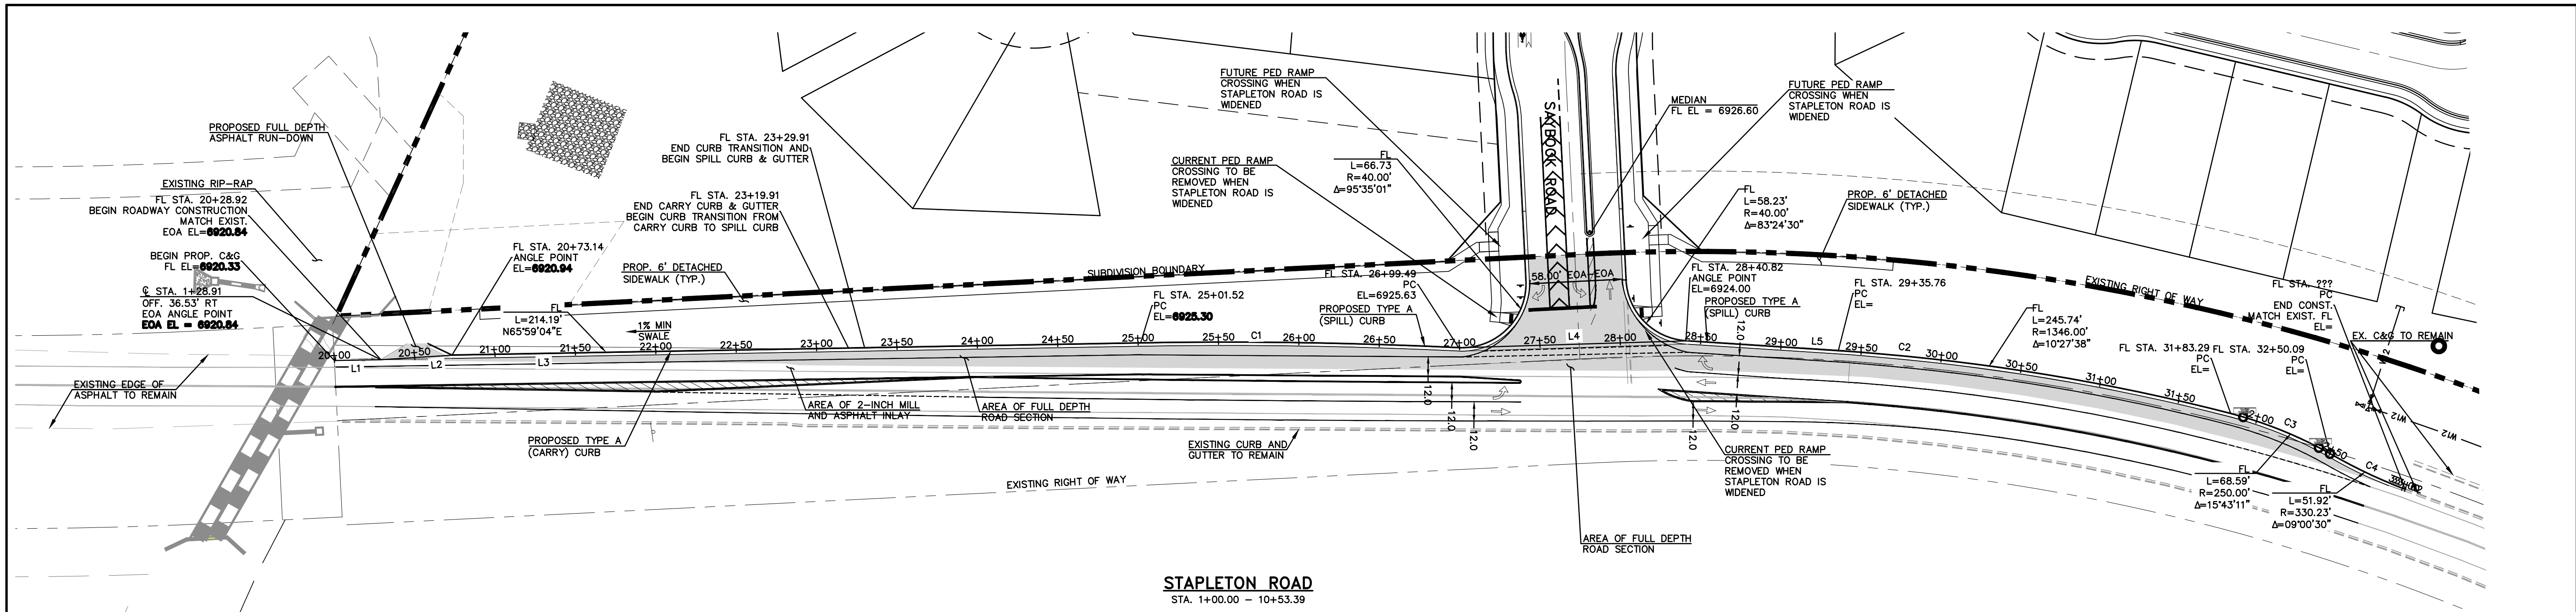 PROPOSED FULL DEPTH
ASPHALT RUN-DOWN
EXISTING RIP-RAP
FL STA. 20+28.92
BEGIN ROADWAY CONSTRUCTION
MATCH EXIST.
EOA EL=6920.84
BEGIN PROP. C&G
FL EL=6920.33
℄ STA. 1+28.91
OFF. 36.53' RT
EOA ANGLE POINT
EOA EL = 6920.84
EXISTING EDGE OF
ASPHALT TO REMAIN
FL STA. 20+73.14
ANGLE POINT
EL=6920.94
PROP. 6' DETACHED
SIDEWALK (TYP.)
FL
L=214.19'
N65°59'04"E
1% MIN
SWALE
FL STA. 23+29.91
END CURB TRANSITION AND
BEGIN SPILL CURB & GUTTER
FL STA. 23+19.91
END CARRY CURB & GUTTER
BEGIN CURB TRANSITION FROM
CARRY CURB TO SPILL CURB
PROPOSED TYPE A
(CARRY) CURB
AREA OF 2-INCH MILL
AND ASPHALT INLAY
AREA OF FULL DEPTH
ROAD SECTION
SUBDIVISION BOUNDARY
FL STA. 25+01.52
PC
EL=6925.30
FL STA. 26+99.49
PC
EL=6925.63
PROPOSED TYPE A
(SPILL) CURB
EXISTING CURB AND
GUTTER TO REMAIN
EXISTING RIGHT OF WAY
FUTURE PED RAMP
CROSSING WHEN
STAPLETON ROAD IS
WIDENED
CURRENT PED RAMP
CROSSING TO BE
REMOVED WHEN
STAPLETON ROAD IS
WIDENED
FL
L=66.73
R=40.00'
Δ=95°35'01"
SAYBOOK ROAD
MEDIAN
FL EL = 6926.60
FUTURE PED RAMP
CROSSING WHEN
STAPLETON ROAD IS
WIDENED
FL
L=58.23'
R=40.00'
Δ=83°24'30"
PROP. 6' DETACHED
SIDEWALK (TYP.)
58.00' EOA-EOA
FL STA. 28+40.82
ANGLE POINT
EL=6924.00
PROPOSED TYPE A
(SPILL) CURB
FL STA. 29+35.76
PC
EL=
FL
L=245.74'
R=1346.00'
Δ=10°27'38"
EXISTING RIGHT OF WAY
FL STA. ???
PC
END CONST.
MATCH EXIST. FL
EL=
EX. C&G TO REMAIN
FL STA. 31+83.29
PC
EL=
FL STA. 32+50.09
PC
EL=
20+00
20+50
21+00
21+50
22+00
22+50
23+00
23+50
24+00
24+50
25+00
25+50
26+00
26+50
27+00
27+50
28+00
28+50
29+00
29+50
30+00
30+50
31+00
31+50
L1
L2
L3
C1
L4
L5
C2
C3
C4
12.0
12.0
12.0
12.0
12.0
12.0
W12
W12
W12
CURRENT PED RAMP
CROSSING TO BE
REMOVED WHEN
STAPLETON ROAD IS
WIDENED
AREA OF FULL DEPTH
ROAD SECTION
FL
L=68.59'
R=250.00'
Δ=15°43'11"
FL
L=51.92'
R=330.23'
Δ=09°00'30"
STAPLETON ROAD
STA. 1+00.00 - 10+53.39